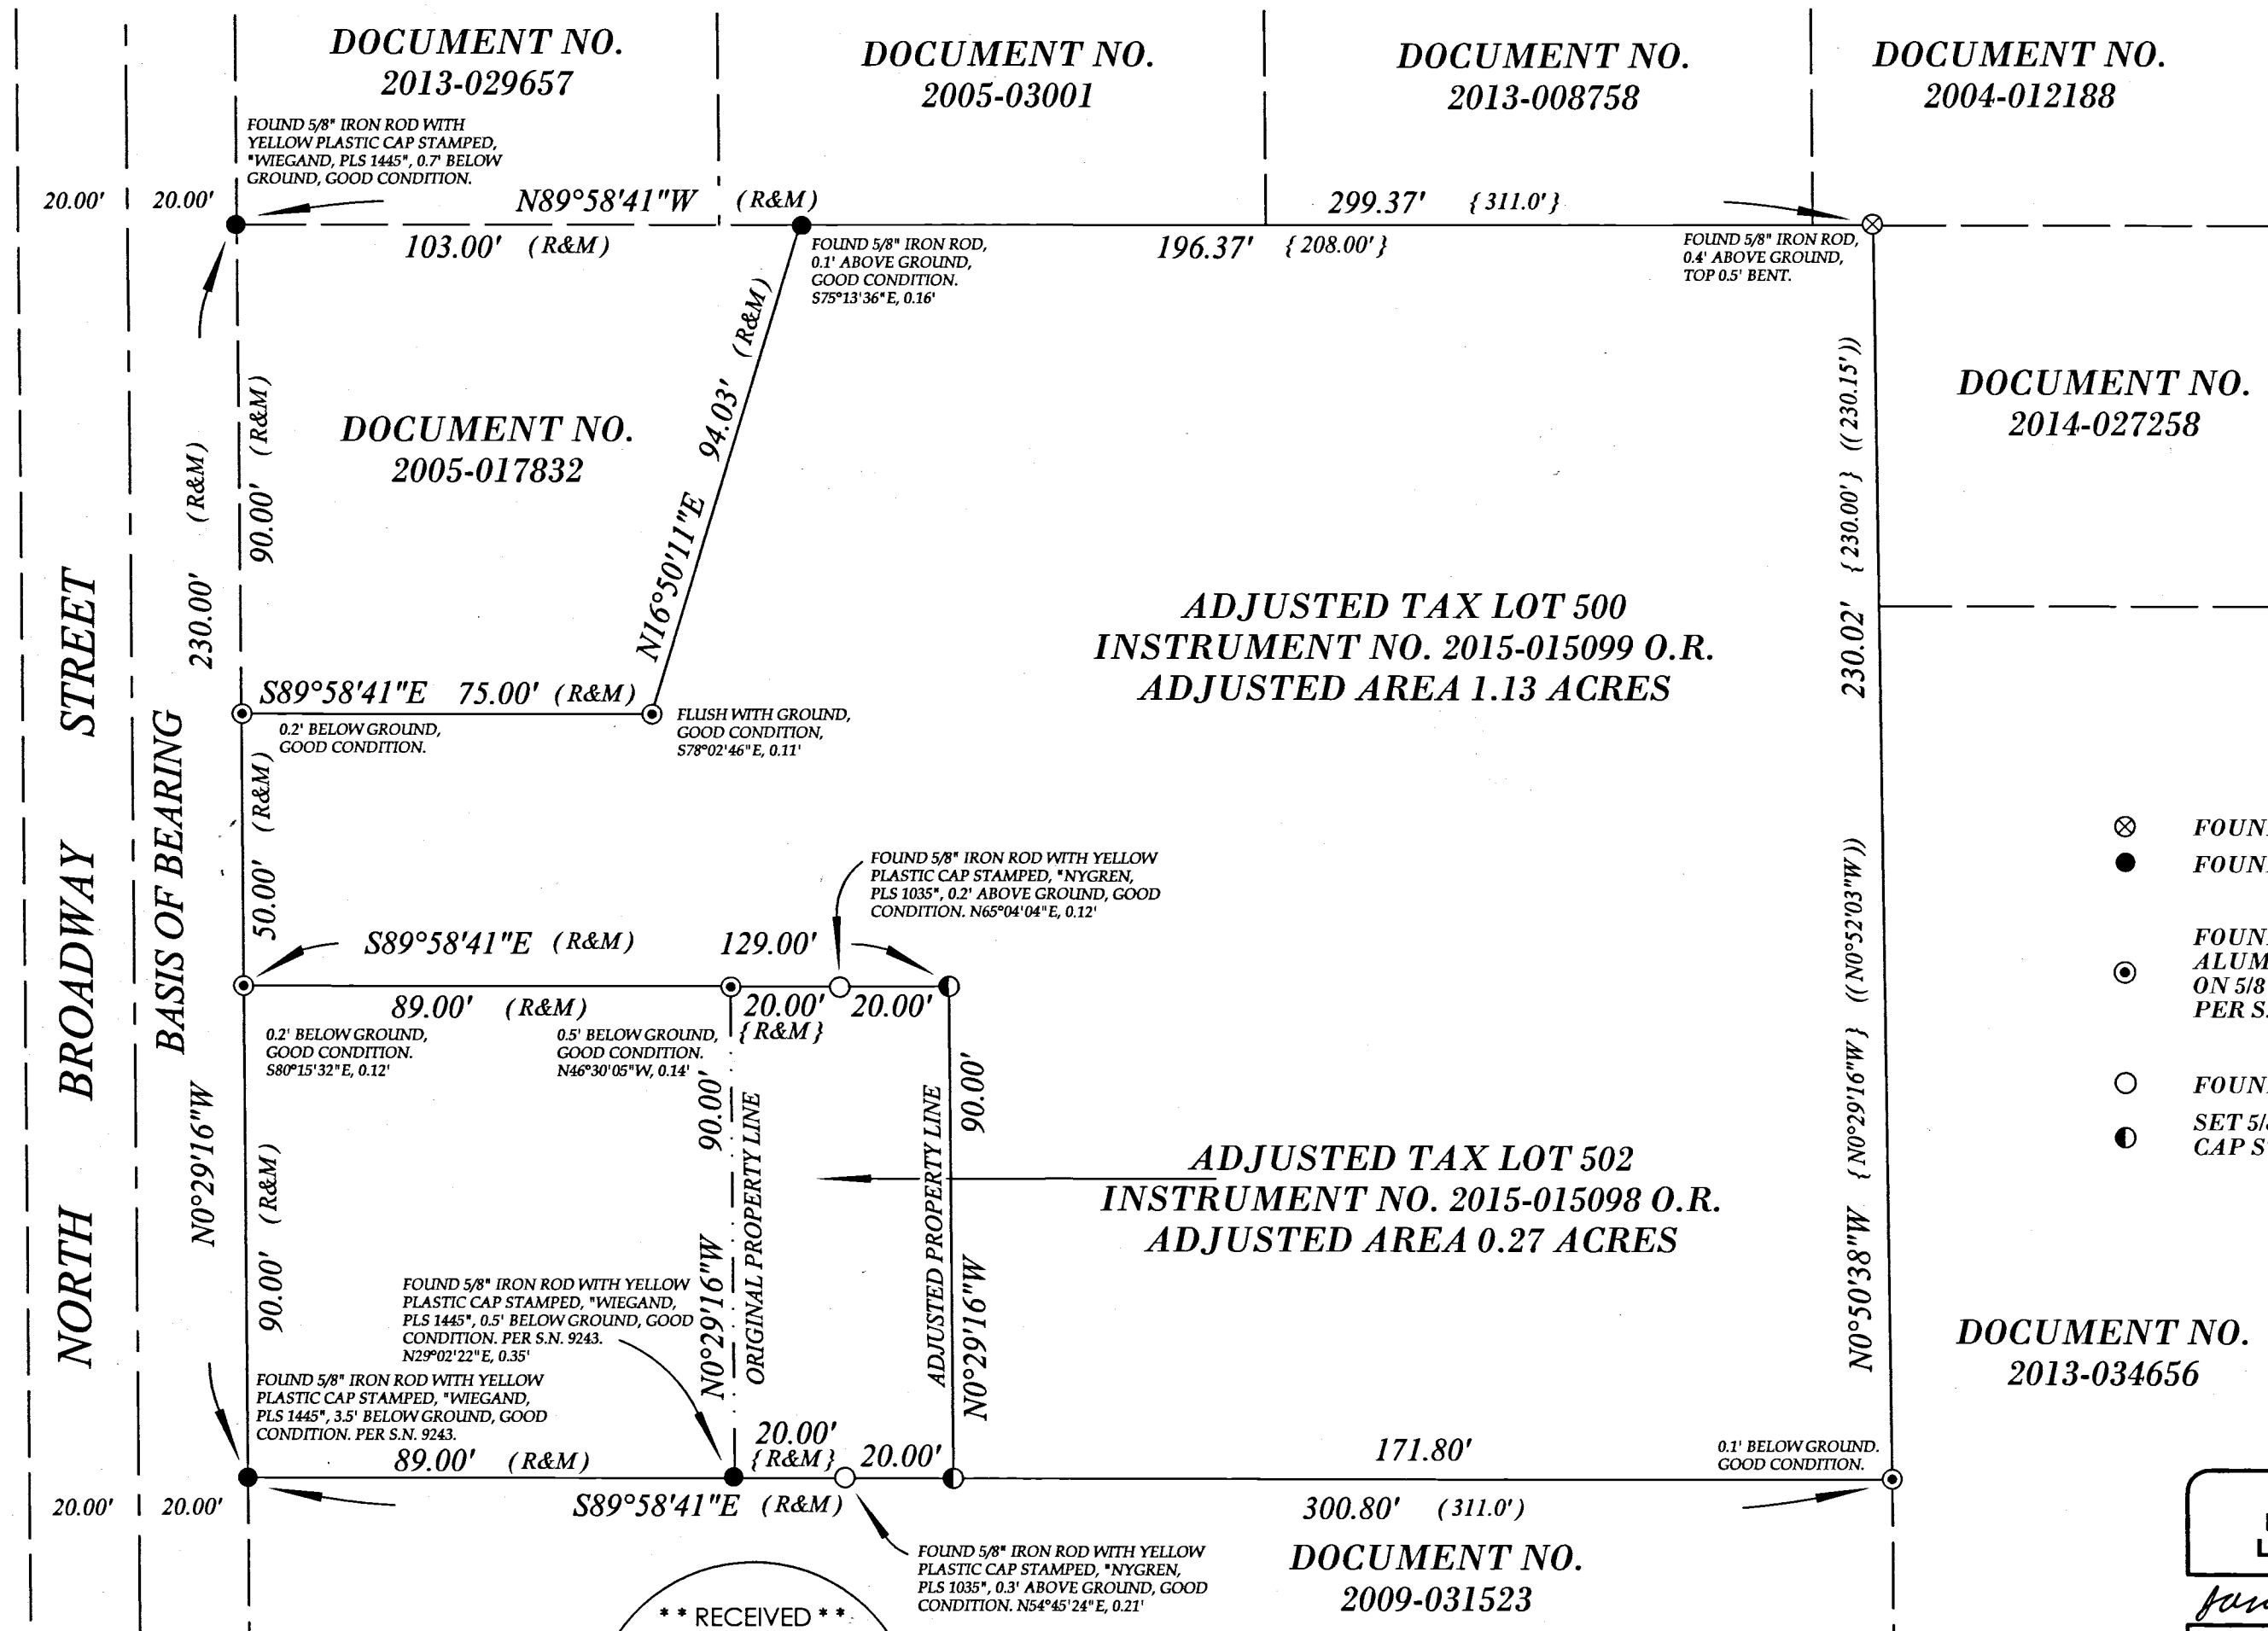 DOCUMENT NO.
2013-029657
DOCUMENT NO.
2005-03001
DOCUMENT NO.
2013-008758
DOCUMENT NO.
2004-012188
FOUND 5/8" IRON ROD WITH
YELLOW PLASTIC CAP STAMPED,
"WIEGAND, PLS 1445", 0.7' BELOW
GROUND, GOOD CONDITION.
20.00'
20.00'
N89°58'41"W (R&M)
299.37' { 311.0' }
103.00' (R&M)
FOUND 5/8" IRON ROD,
0.1' ABOVE GROUND,
GOOD CONDITION.
S75°13'36"E, 0.16'
196.37' { 208.00' }
FOUND 5/8" IRON ROD,
0.4' ABOVE GROUND,
TOP 0.5' BENT.
230.00' (R&M)
90.00' (R&M)
DOCUMENT NO.
2005-017832
N16°50'11"E 94.03' (R&M)
230.02' { 230.00' } (( 230.15' ))
DOCUMENT NO.
2014-027258
ADJUSTED TAX LOT 500
INSTRUMENT NO. 2015-015099 O.R.
ADJUSTED AREA 1.13 ACRES
S89°58'41"E 75.00' (R&M)
0.2' BELOW GROUND,
GOOD CONDITION.
FLUSH WITH GROUND,
GOOD CONDITION,
S78°02'46"E, 0.11'
NORTH BROADWAY STREET
BASIS OF BEARING
N0°29'16"W
50.00' (R&M)
FOUND 5/8" IRON ROD WITH YELLOW
PLASTIC CAP STAMPED, "NYGREN,
PLS 1035", 0.2' ABOVE GROUND, GOOD
CONDITION. N65°04'04"E, 0.12'
S89°58'41"E (R&M) 129.00'
89.00' (R&M)
20.00'
{ R&M }
20.00'
0.2' BELOW GROUND,
GOOD CONDITION.
S80°15'32"E, 0.12'
0.5' BELOW GROUND,
GOOD CONDITION.
N46°30'05"W, 0.14'
90.00' (R&M)
N0°29'16"W 90.00'
ORIGINAL PROPERTY LINE
ADJUSTED PROPERTY LINE
N0°29'16"W 90.00'
ADJUSTED TAX LOT 502
INSTRUMENT NO. 2015-015098 O.R.
ADJUSTED AREA 0.27 ACRES
N0°50'38"W { N0°29'16"W } (( N0°52'03"W ))
FOUN
FOUN
FOUN
ALUM
ON 5/8
PER S.
FOUN
SET 5/
CAP S
FOUND 5/8" IRON ROD WITH YELLOW
PLASTIC CAP STAMPED, "WIEGAND,
PLS 1445", 0.5' BELOW GROUND, GOOD
CONDITION. PER S.N. 9243.
N29°02'22"E, 0.35'
FOUND 5/8" IRON ROD WITH YELLOW
PLASTIC CAP STAMPED, "WIEGAND,
PLS 1445", 3.5' BELOW GROUND, GOOD
CONDITION. PER S.N. 9243.
DOCUMENT NO.
2013-034656
89.00' (R&M)
20.00'
{ R&M }
20.00'
171.80'
0.1' BELOW GROUND.
GOOD CONDITION.
20.00'
20.00'
S89°58'41"E (R&M)
300.80' (311.0')
FOUND 5/8" IRON ROD WITH YELLOW
PLASTIC CAP STAMPED, "NYGREN,
PLS 1035", 0.3' ABOVE GROUND, GOOD
CONDITION. N54°45'24"E, 0.21'
DOCUMENT NO.
2009-031523
* * RECEIVED * *